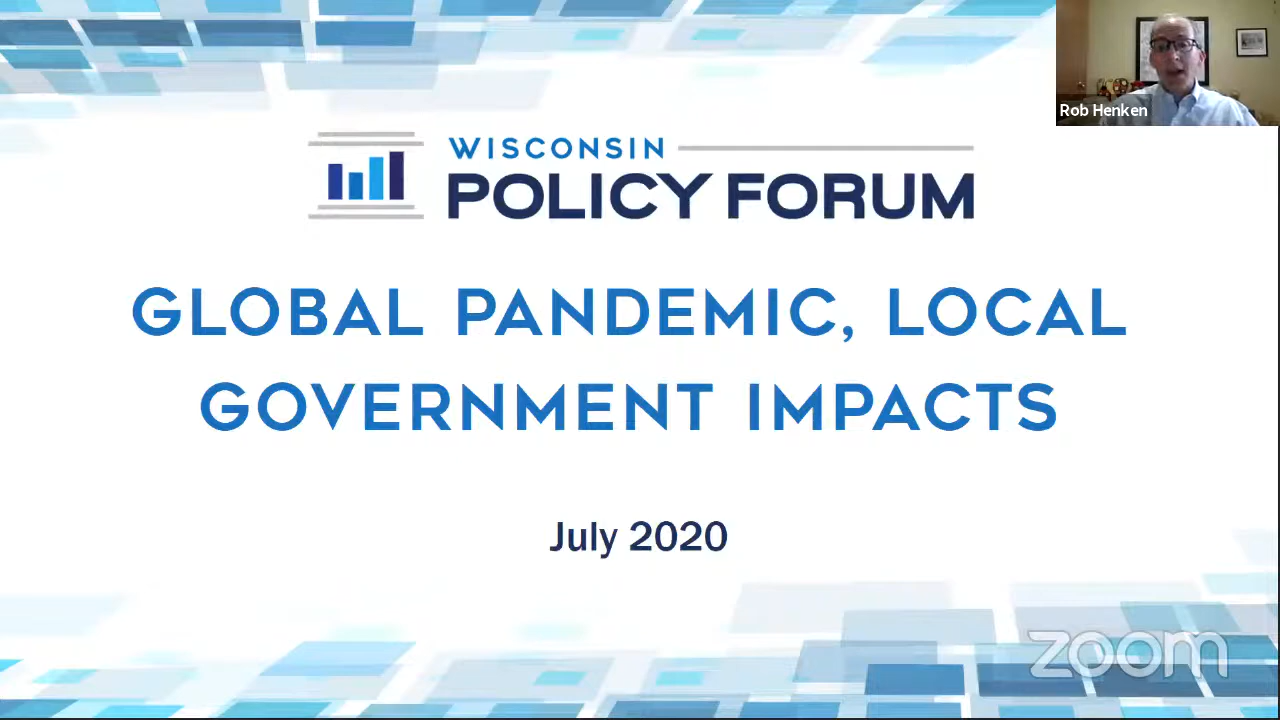 Rob Henken
WISCONSIN
POLICY FORUM
GLOBAL PANDEMIC, LOCAL
GOVERNMENT IMPACTS
July 2020
zoom